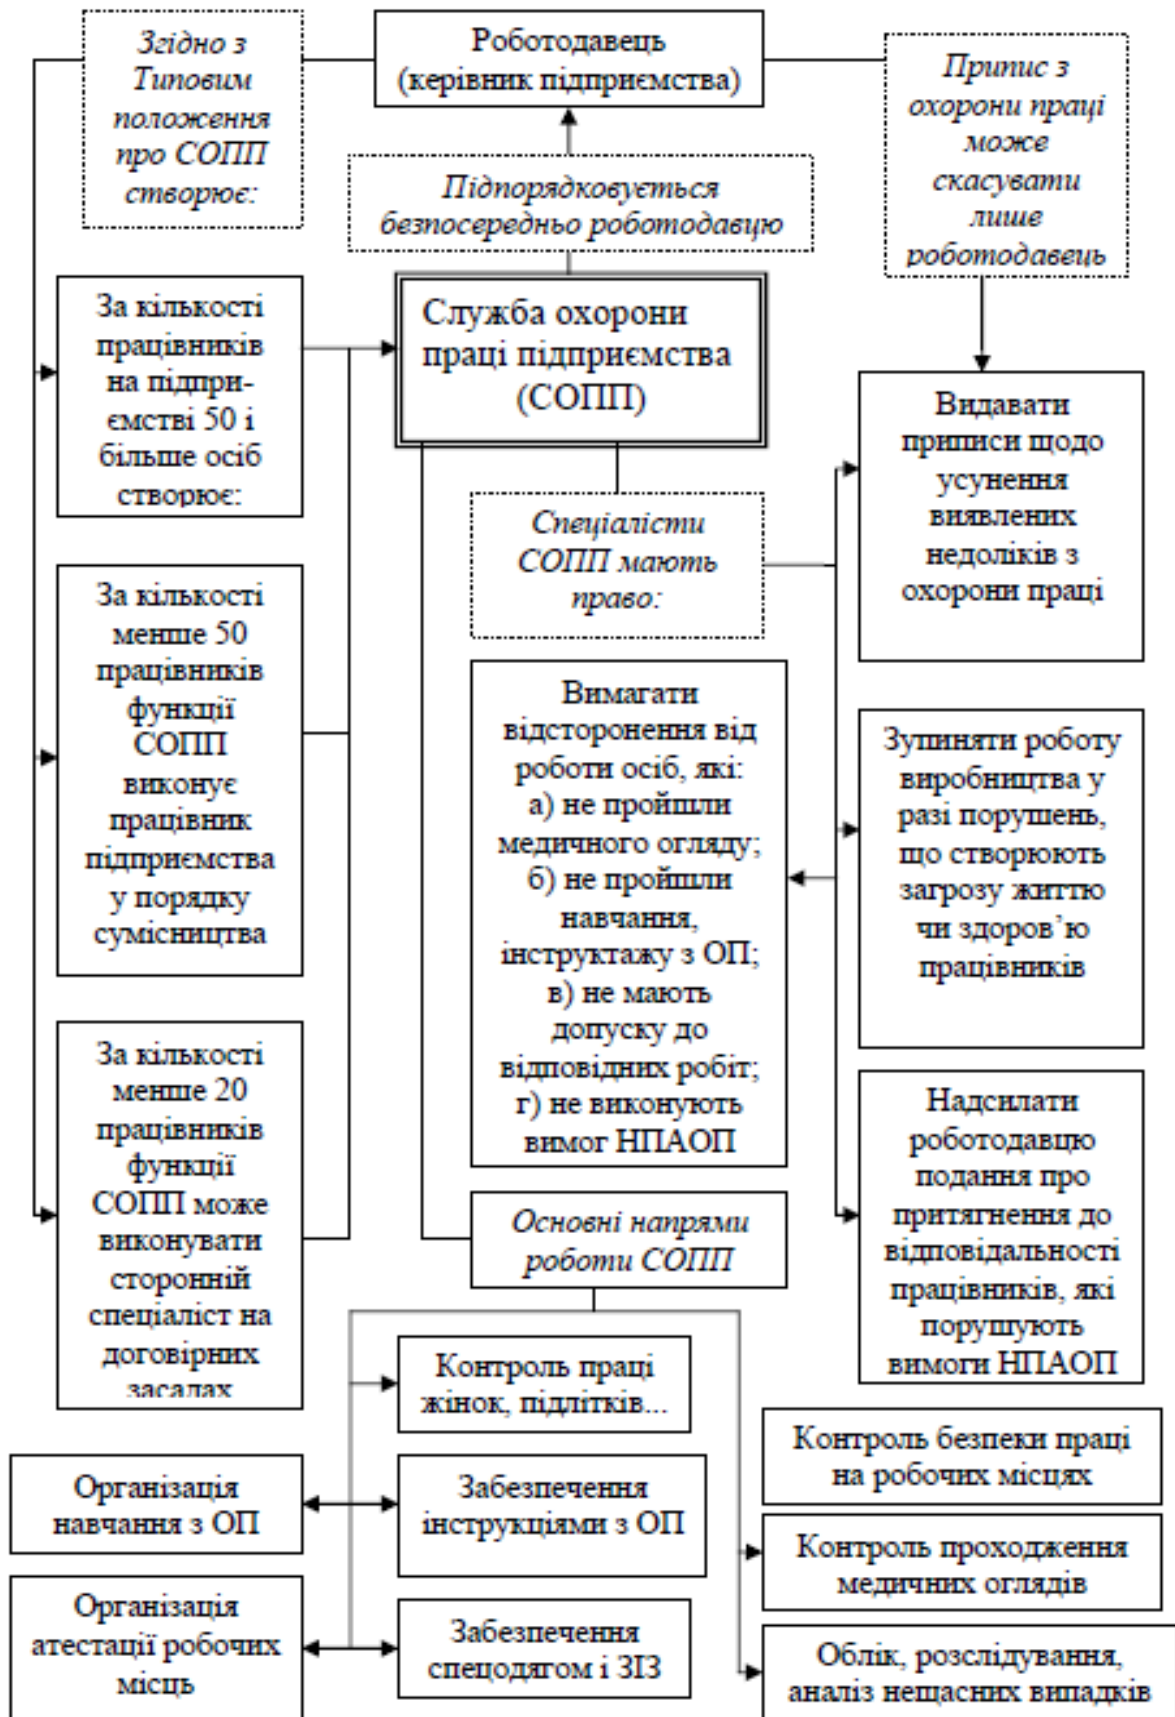 Згідно з
Типовим
положення
про СОПП
створює:
Роботодавець
(керівник підприємства)
Припис з
охорони праці
може
скасувати
лише
роботодавець
Підпорядковується
безпосередньо роботодавцю
За кількості
працівників
на підпри-
ємстві 50 і
більше осіб
створює:
Служба охорони
праці підприємства
(СОПП)
Видавати
приписи щодо
усунення
виявлених
недоліків з
охорони праці
Спеціалісти
СОПП мають
право:
За кількості
менше 50
працівників
функції
СОПП
виконує
працівник
підприємства
у порядку
сумісництва
Вимагати
відсторонення від
роботи осіб, які:
а) не пройшли
медичного огляду;
б) не пройшли
навчання,
інструктажу з ОП;
в) не мають
допуску до
відповідних робіт;
г) не виконують
вимог НПАОП
Зупиняти роботу
виробництва у
разі порушень,
що створюють
загрозу життю
чи здоров’ю
працівників
За кількості
менше 20
працівників
функції
СОПП може
виконувати
сторонній
спеціаліст на
договірних
засадах
Надсилати
роботодавцю
подання про
притягнення до
відповідальності
працівників, які
порушують
вимоги НПАОП
Основні напрями
роботи СОПП
Контроль праці
жінок, підлітків...
Контроль безпеки праці
на робочих місцях
Організація
навчання з ОП
Забезпечення
інструкціями з ОП
Контроль проходження
медичних оглядів
Організація
атестації робочих
місць
Забезпечення
спецодягом і ЗІЗ
Облік, розслідування,
аналіз нещасних випадків